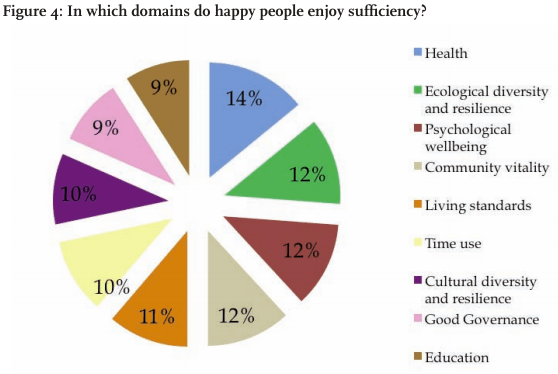 Figure 4: In which domains do happy people enjoy sufficiency?
14%
12%
12%
12%
11%
10%
10%
9%
9%
Health
Ecological diversity
and resilience
Psychological
wellbeing
Community vitality
Living standards
Time use
Cultural diversity
and resilience
Good Governance
Education